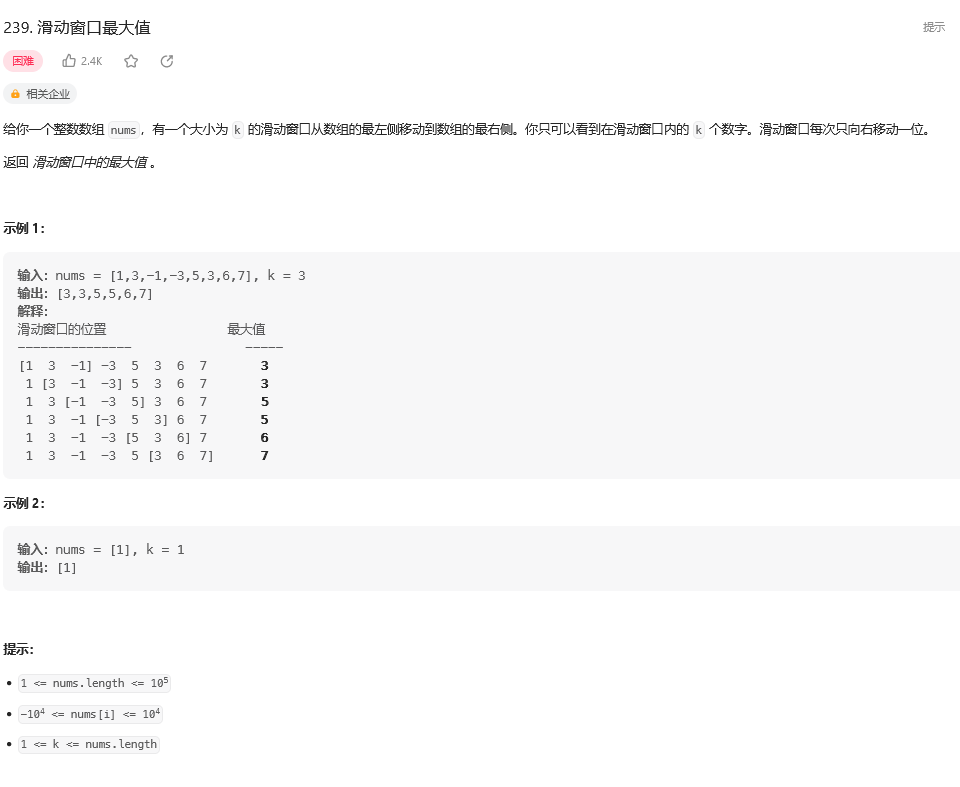 239. 滑动窗口最大值
提示
困难 2.4K
相关企业
给你一个整数数组 nums，有一个大小为 k 的滑动窗口从数组的最左侧移动到数组的最右侧。你只可以看到在滑动窗口内的 k 个数字。滑动窗口每次只向右移动一位。
返回 滑动窗口中的最大值 。
示例 1：
输入：nums = [1,3,-1,-3,5,3,6,7], k = 3
输出：[3,3,5,5,6,7]
解释：
滑动窗口的位置 最大值
--------------- -----
[1 3 -1] -3 5 3 6 7 3
1 [3 -1 -3] 5 3 6 7 3
1 3 [-1 -3 5] 3 6 7 5
1 3 -1 [-3 5 3] 6 7 5
1 3 -1 -3 [5 3 6] 7 6
1 3 -1 -3 5 [3 6 7] 7
示例 2：
输入：nums = [1], k = 1
输出：[1]
提示：
• 1 <= nums.length <= 10⁵
• -10⁴ <= nums[i] <= 10⁴
• 1 <= k <= nums.length